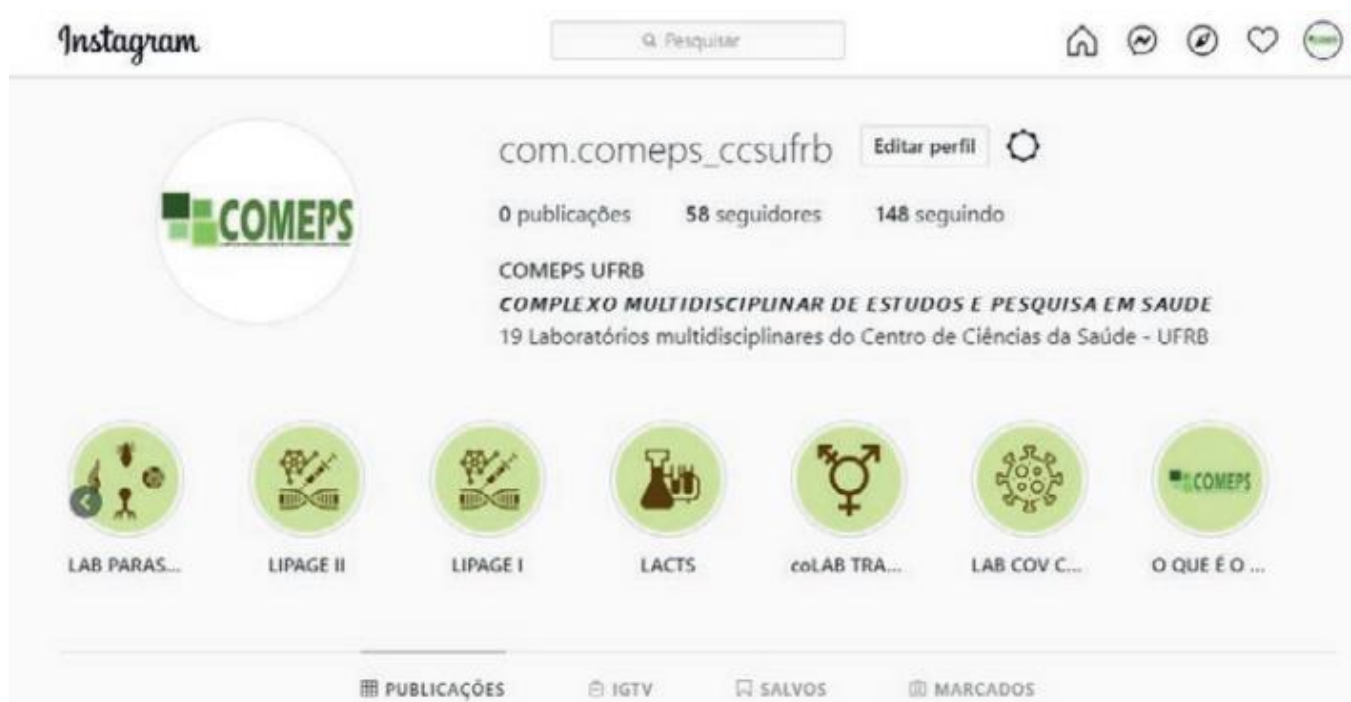 Instagram
Pesquisar
com.comeps_ccsufrb Editar perfil
COMEPS
0 publicações 58 seguidores 148 seguindo
COMEPS UFRB
COMPLEXO MULTIDISCIPLINAR DE ESTUDOS E PESQUISA EM SAUDE
19 Laboratórios multidisciplinares do Centro de Ciências da Saúde - UFRB
COMEPS
LAB PARAS... LIPAGE II LIPAGE I LACTS coLAB TRA... LAB COV C... O QUE É O ...
PUBLICAÇÕES IGTV SALVOS MARCADOS